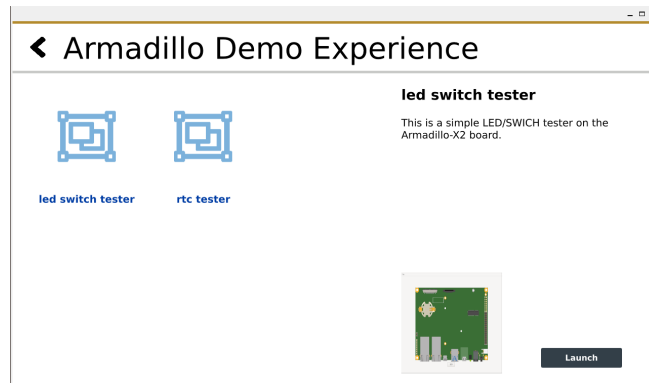 Armadillo Demo Experience
led switch tester
This is a simple LED/SWICH tester on the
Armadillo-X2 board.
led switch tester
rtc tester
Launch